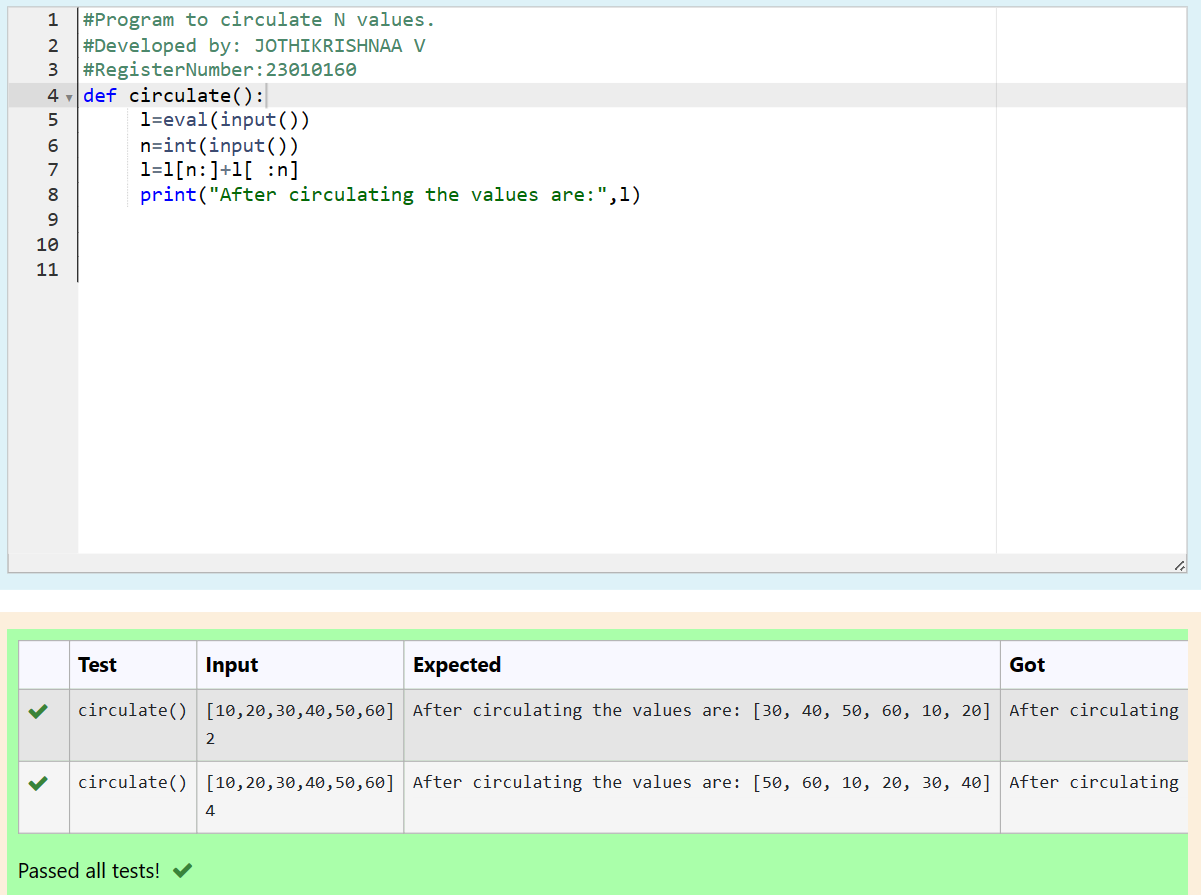 1 #Program to circulate N values.
2 #Developed by: JOTHIKRISHNAA V
3 #RegisterNumber:23010160
4 def circulate():
5 l=eval(input())
6 n=int(input())
7 l=l[n:]+l[ :n]
8 print("After circulating the values are:",l)
9
10
11
Test Input Expected Got
circulate() [10,20,30,40,50,60] After circulating the values are: [30, 40, 50, 60, 10, 20] After circulating
2
circulate() [10,20,30,40,50,60] After circulating the values are: [50, 60, 10, 20, 30, 40] After circulating
4
Passed all tests!